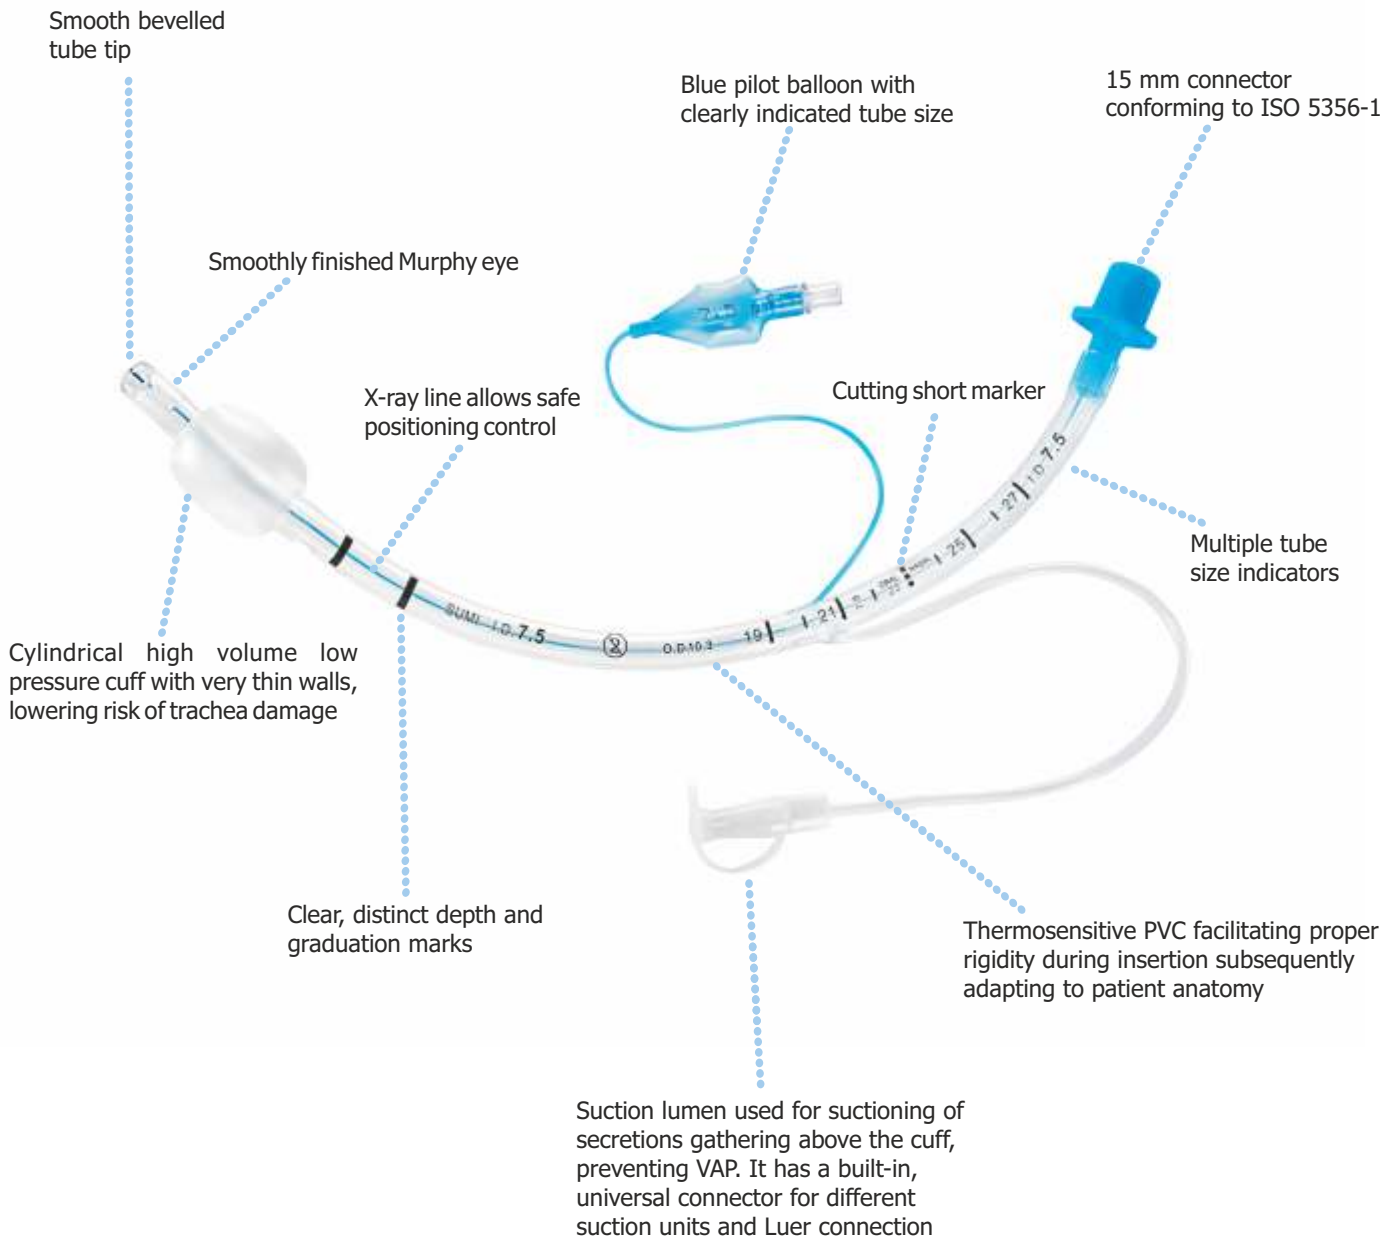 Smooth bevelled
tube tip
Blue pilot balloon with
clearly indicated tube size
15 mm connector
conforming to ISO 5356-1
Smoothly finished Murphy eye
X-ray line allows safe
positioning control
Cutting short marker
Multiple tube
size indicators
Cylindrical high volume low
pressure cuff with very thin walls,
lowering risk of trachea damage
SUMI I.D. 7.5
2
O.D.10.2
19
21
25
27
I D 7.5
Clear, distinct depth and
graduation marks
Thermosensitive PVC facilitating proper
rigidity during insertion subsequently
adapting to patient anatomy
Suction lumen used for suctioning of
secretions gathering above the cuff,
preventing VAP. It has a built-in,
universal connector for different
suction units and Luer connection